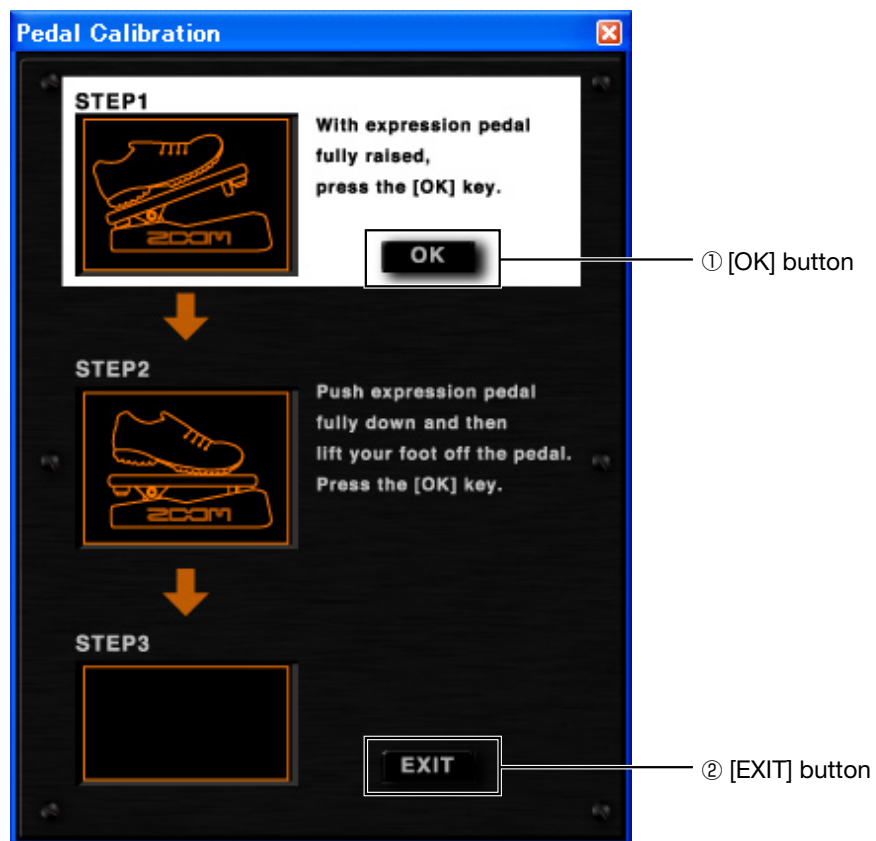 Pedal Calibration
STEP1
With expression pedal
fully raised,
press the [OK] key.
ZOOM
OK
① [OK] button
STEP2
Push expression pedal
fully down and then
lift your foot off the pedal.
Press the [OK] key.
ZOOM
STEP3
EXIT
② [EXIT] button